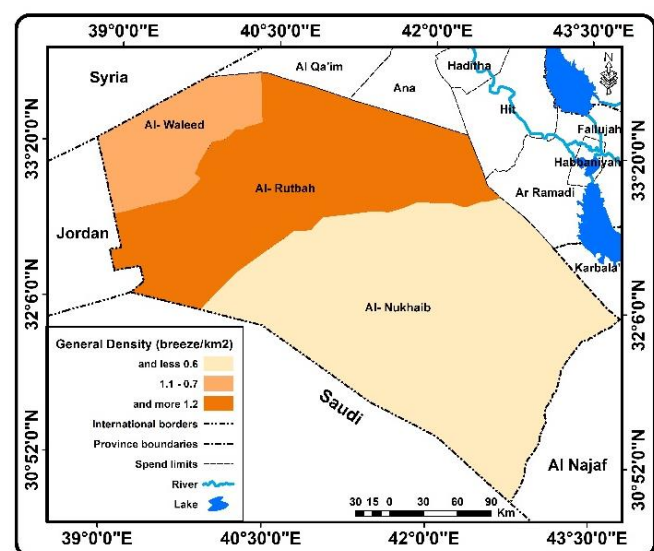 39°0'0"E 40°30'0"E 42°0'0"E 43°30'0"E
Syria
Al Qa'im
Haditha
Ana
N
Hit
Al- Waleed
Fallujah
Habbaniyah
33°20'0"N
33°20'0"N
Al- Rutbah
Ar Ramadi
Jordan
Karbala
32°6'0"N
32°6'0"N
Al- Nukhaib
General Density (breeze/km2)
and less 0.6
1.1 - 0.7
and more 1.2
International borders
Province boundaries
Spend limits
River
Lake
Saudi
Al Najaf
30°52'0"N
30°52'0"N
30 15 0 30 60 90
Km
39°0'0"E 40°30'0"E 42°0'0"E 43°30'0"E